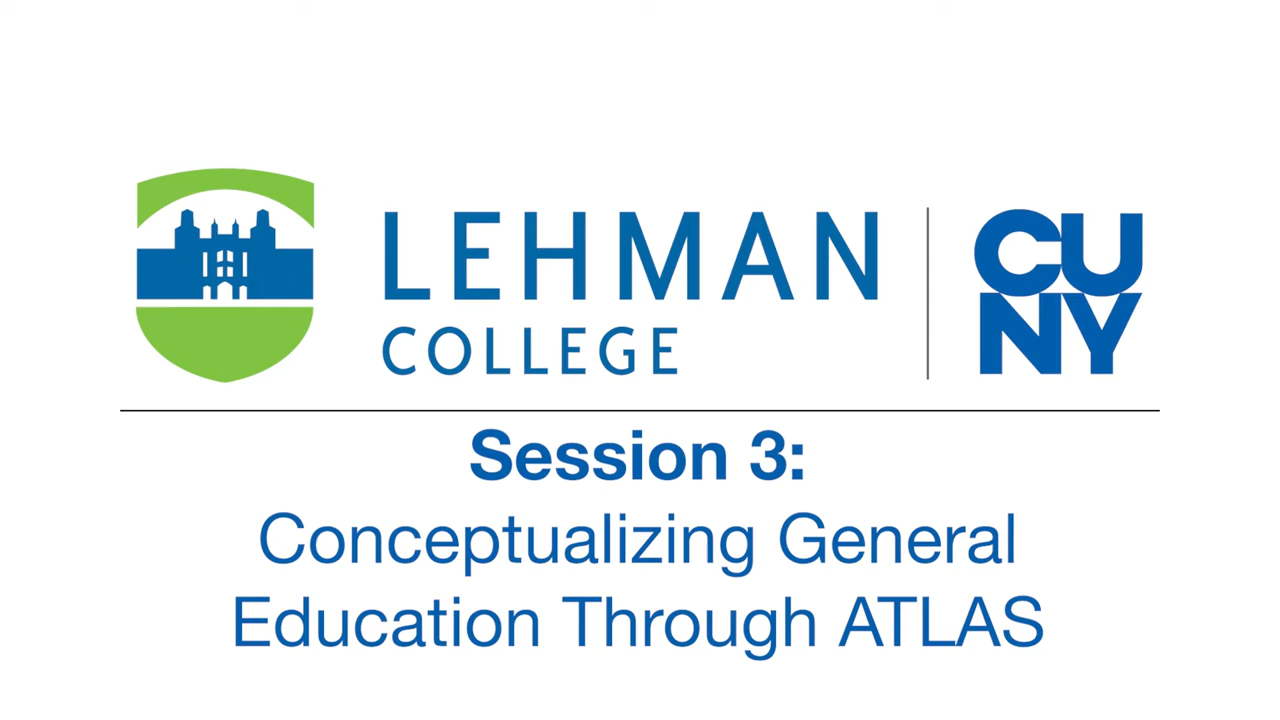 LEHMAN
COLLEGE
CU
NY
Session 3:
Conceptualizing General
Education Through ATLAS